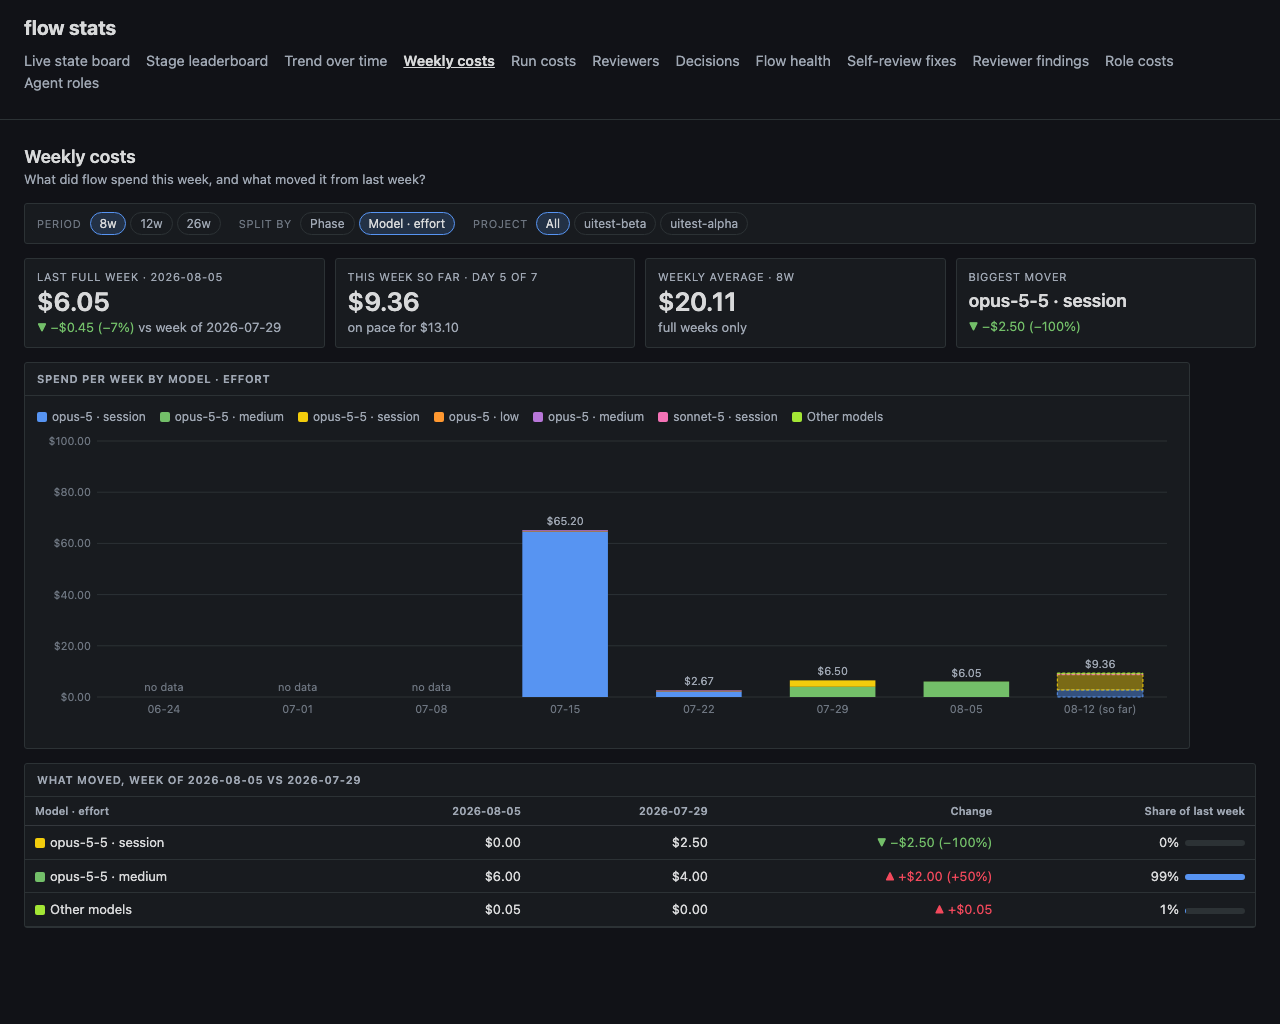 flow stats
Live state board Stage leaderboard Trend over time Weekly costs Run costs Reviewers Decisions Flow health Self-review fixes Reviewer findings Role costs
Agent roles
Weekly costs
What did flow spend this week, and what moved it from last week?
PERIOD 8w 12w 26w SPLIT BY Phase Model · effort PROJECT All uitest-beta uitest-alpha
LAST FULL WEEK · 2026-08-05
$6.05
▼ −$0.45 (−7%) vs week of 2026-07-29
THIS WEEK SO FAR · DAY 5 OF 7
$9.36
on pace for $13.10
WEEKLY AVERAGE · 8W
$20.11
full weeks only
BIGGEST MOVER
opus-5-5 · session
▼ −$2.50 (−100%)
SPEND PER WEEK BY MODEL · EFFORT
opus-5 · session opus-5-5 · medium opus-5-5 · session opus-5 · low opus-5 · medium sonnet-5 · session Other models
$100.00
$80.00
$60.00
$40.00
$20.00
$0.00
no data no data no data $65.20 $2.67 $6.50 $6.05 $9.36
06-24 07-01 07-08 07-15 07-22 07-29 08-05 08-12 (so far)
WHAT MOVED, WEEK OF 2026-08-05 VS 2026-07-29
Model · effort 2026-08-05 2026-07-29 Change Share of last week
opus-5-5 · session $0.00 $2.50 ▼ −$2.50 (−100%) 0%
opus-5-5 · medium $6.00 $4.00 ▲ +$2.00 (+50%) 99%
Other models $0.05 $0.00 ▲ +$0.05 1%